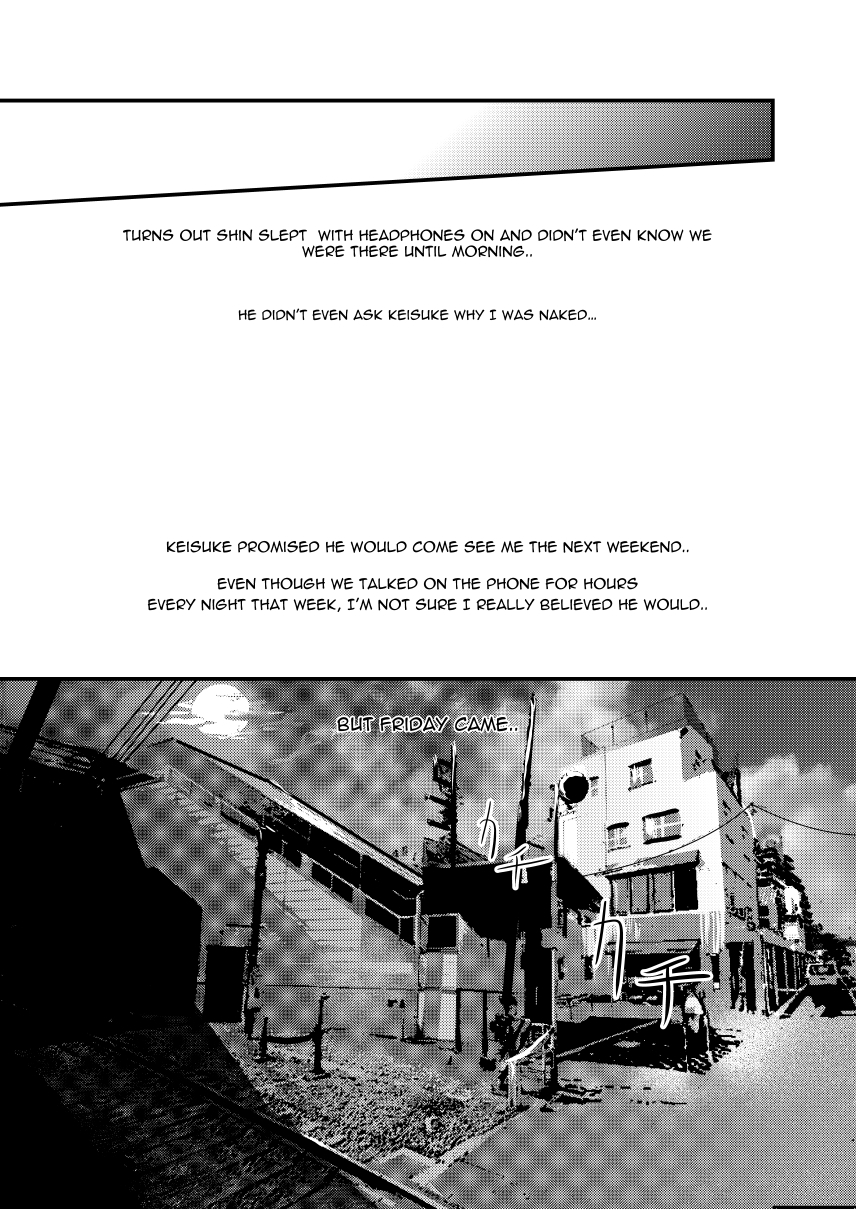 TURNS OUT SHIN SLEPT WITH HEADPHONES ON AND DIDN'T EVEN KNOW WE
WERE THERE UNTIL MORNING..
HE DIDN'T EVEN ASK KEISUKE WHY I WAS NAKED...
KEISUKE PROMISED HE WOULD COME SEE ME THE NEXT WEEKEND..
EVEN THOUGH WE TALKED ON THE PHONE FOR HOURS
EVERY NIGHT THAT WEEK, I'M NOT SURE I REALLY BELIEVED HE WOULD..
BUT FRIDAY CAME..
カチ
カチ